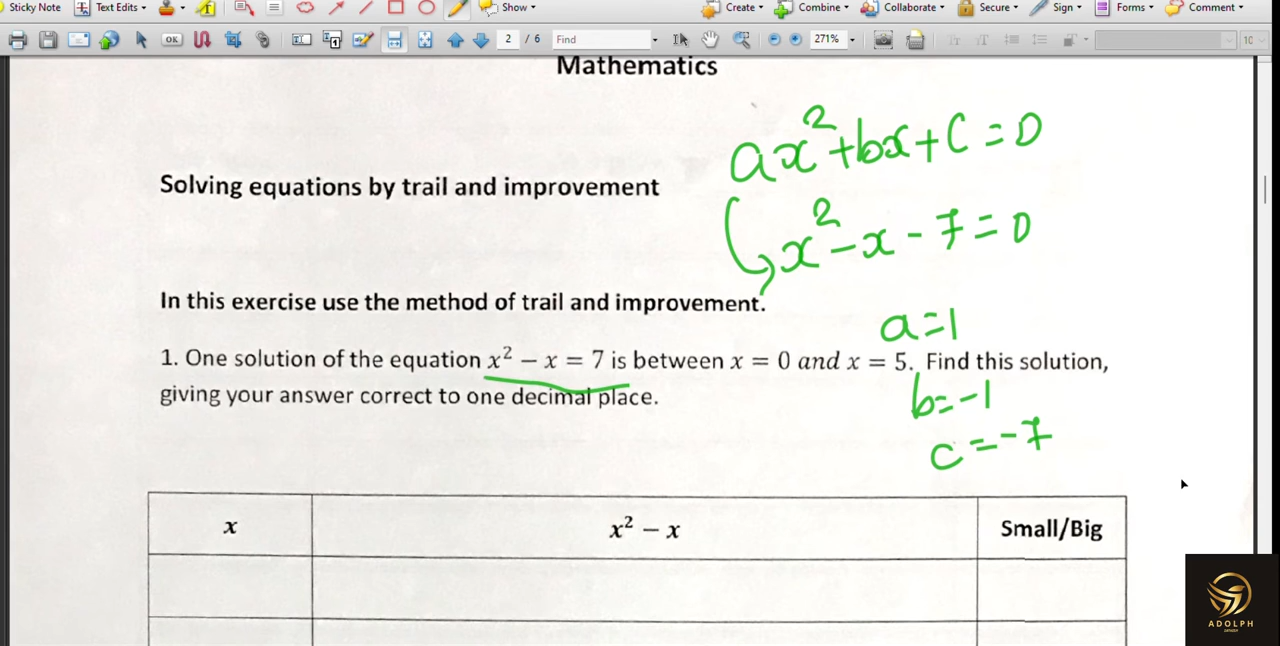 Sticky Note Text Edits Show Create Combine Collaborate Secure Sign Forms Comment
OK 2 / 6 Find 271% Tr T 10
Mathematics
ax²+bx+c=0
Solving equations by trail and improvement
x²-x-7=0
In this exercise use the method of trail and improvement.
a=1
1. One solution of the equation x² − x = 7 is between x = 0 and x = 5. Find this solution,
giving your answer correct to one decimal place.
b=-1
c=-7
x x² − x Small/Big
ADOLPH